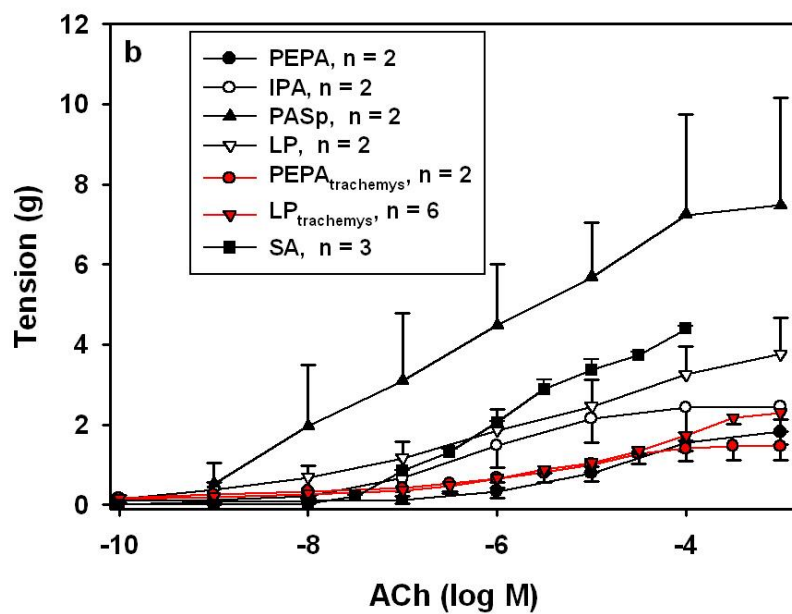 b
PEPA, n = 2
IPA, n = 2
PASp, n = 2
LP, n = 2
PEPAtrachemys, n = 2
LPtrachemys, n = 6
SA, n = 3
12
10
8
6
4
2
0
Tension (g)
-10 -8 -6 -4
ACh (log M)